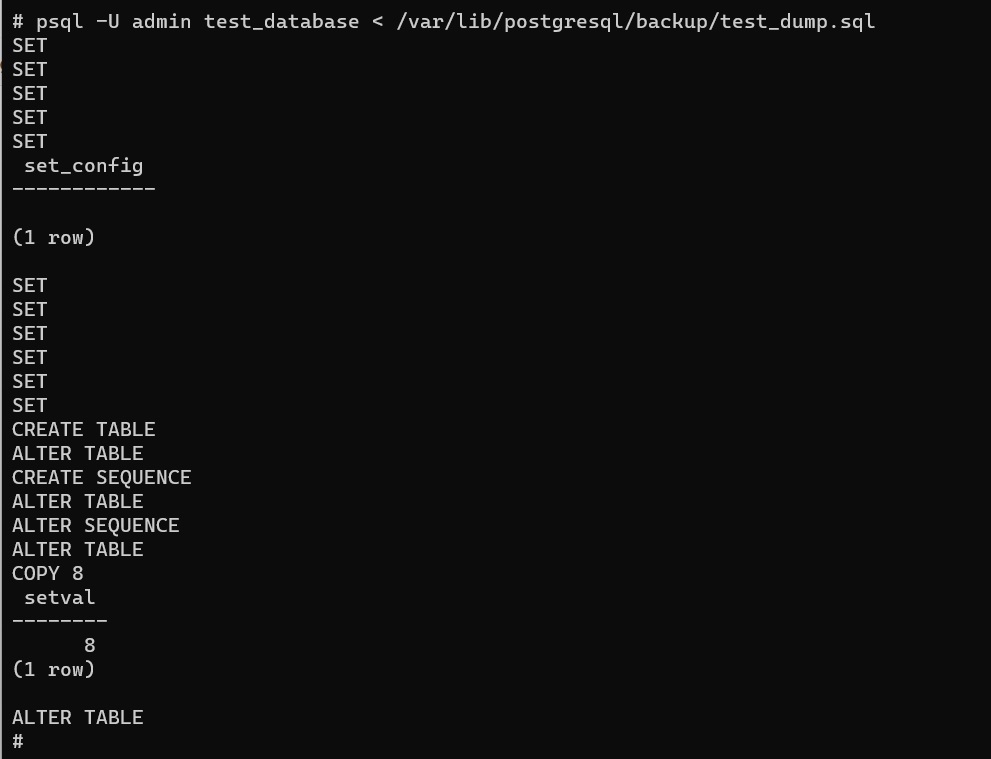 # psql -U admin test_database < /var/lib/postgresql/backup/test_dump.sql
SET
SET
SET
SET
SET
 set_config
------------

(1 row)

SET
SET
SET
SET
SET
SET
CREATE TABLE
ALTER TABLE
CREATE SEQUENCE
ALTER TABLE
ALTER SEQUENCE
ALTER TABLE
COPY 8
 setval
--------
      8
(1 row)

ALTER TABLE
#